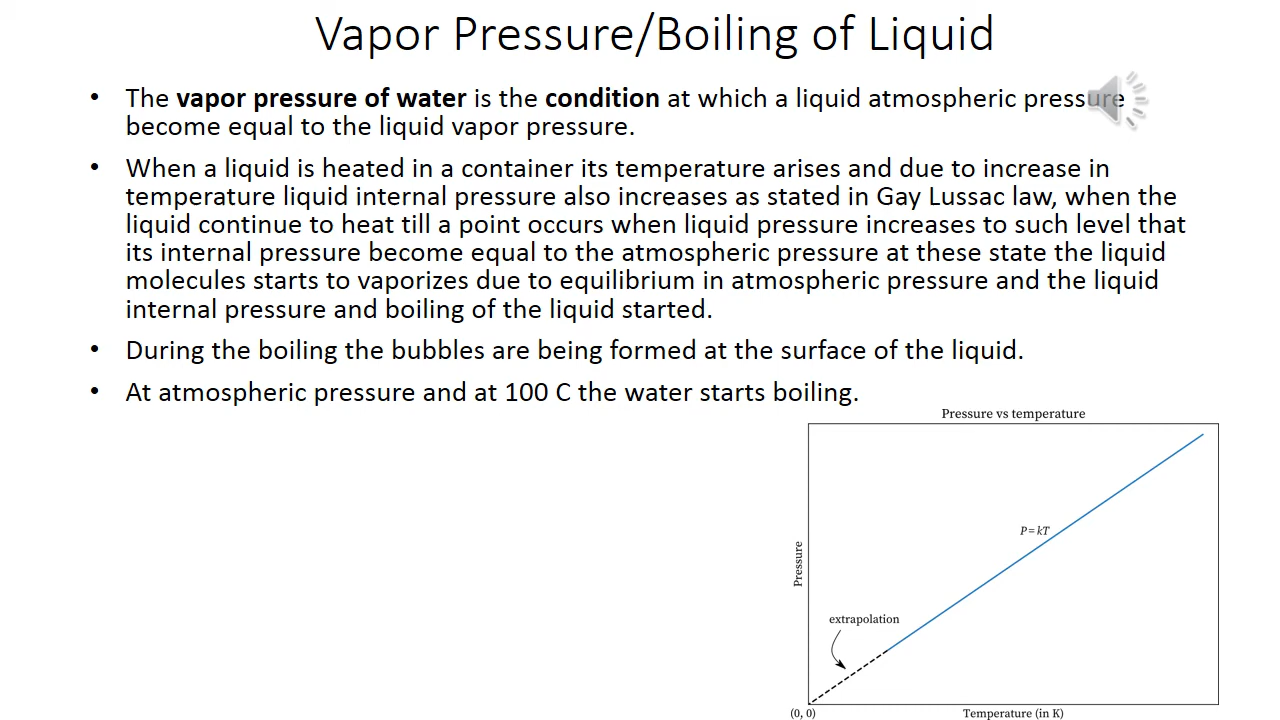 Vapor Pressure/Boiling of Liquid
• The vapor pressure of water is the condition at which a liquid atmospheric pressure
become equal to the liquid vapor pressure.
• When a liquid is heated in a container its temperature arises and due to increase in
temperature liquid internal pressure also increases as stated in Gay Lussac law, when the
liquid continue to heat till a point occurs when liquid pressure increases to such level that
its internal pressure become equal to the atmospheric pressure at these state the liquid
molecules starts to vaporizes due to equilibrium in atmospheric pressure and the liquid
internal pressure and boiling of the liquid started.
• During the boiling the bubbles are being formed at the surface of the liquid.
• At atmospheric pressure and at 100 C the water starts boiling.
Pressure vs temperature
P = kT
Pressure
extrapolation
(0, 0)
Temperature (in K)